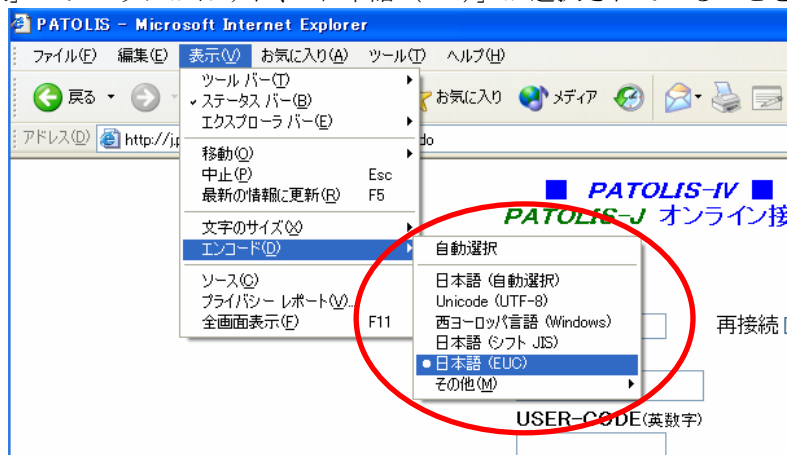 PATOLIS - Microsoft Internet Explorer
ファイル(F) 編集(E) 表示(V) お気に入り(A) ツール(T) ヘルプ(H)
戻る お気に入り メディア
アドレス(D) http://j.p do
ツール バー(T)
ステータス バー(B)
エクスプローラ バー(E)
移動(O)
中止(P) Esc
最新の情報に更新(R) F5
文字のサイズ(X)
エンコード(D)
ソース(C)
プライバシー レポート(V)...
全画面表示(F) F11
自動選択
日本語 (自動選択)
Unicode (UTF-8)
西ヨーロッパ言語 (Windows)
日本語 (シフト JIS)
日本語 (EUC)
その他(M)
■ PATOLIS-IV ■
PATOLIS-J オンライン接
再接続
USER-CODE(英数字)